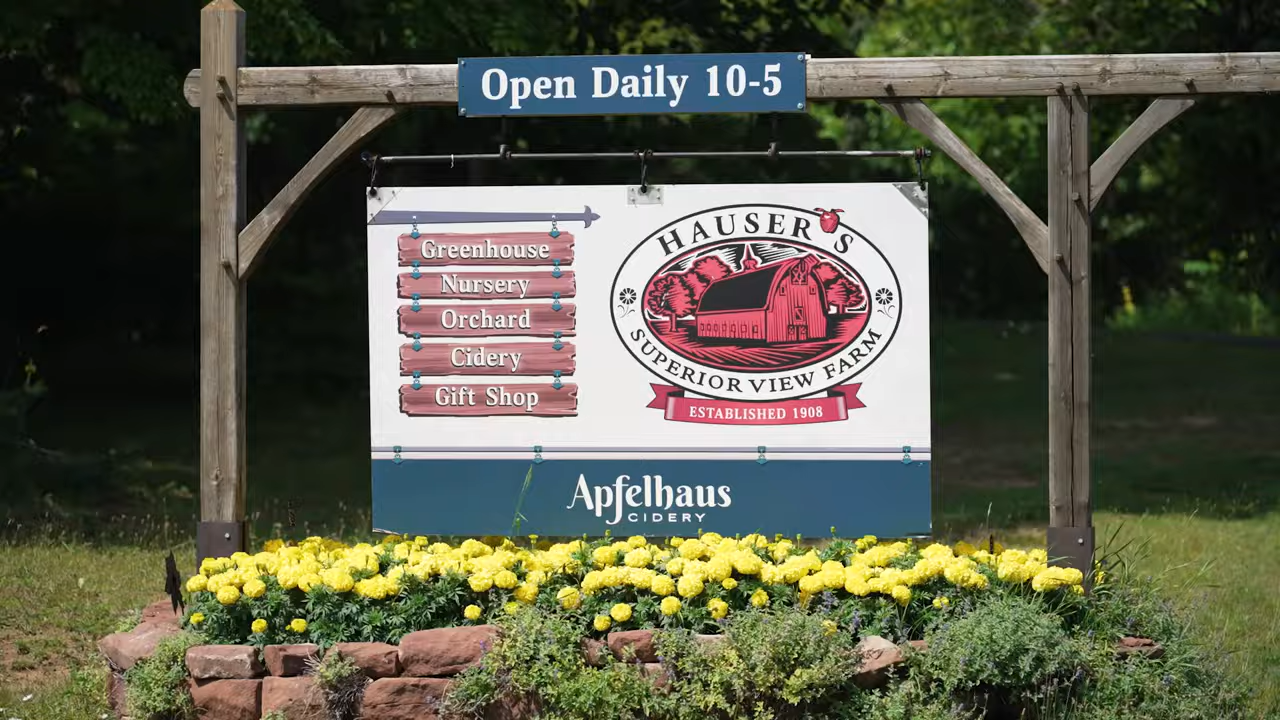 Open Daily 10-5
Greenhouse
Nursery
Orchard
Cidery
Gift Shop
HAUSER'S
SUPERIOR VIEW FARM
ESTABLISHED 1908
Apfelhaus
CIDERY